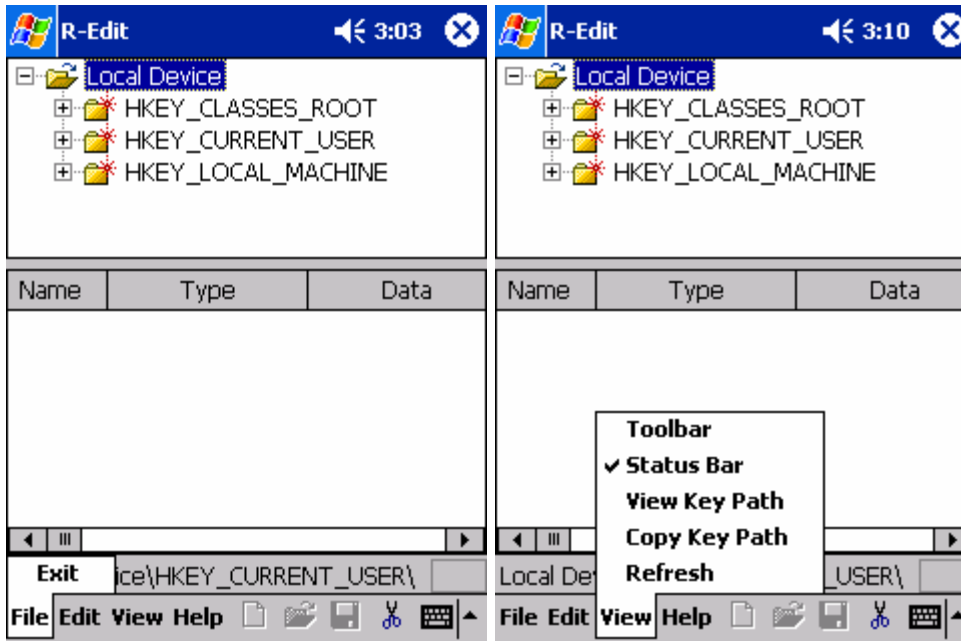 R-Edit 3:03
Local Device
HKEY_CLASSES_ROOT
HKEY_CURRENT_USER
HKEY_LOCAL_MACHINE
Name Type Data
Exit ice\HKEY_CURRENT_USER\
File Edit View Help
R-Edit 3:10
Local Device
HKEY_CLASSES_ROOT
HKEY_CURRENT_USER
HKEY_LOCAL_MACHINE
Name Type Data
Toolbar
Status Bar
View Key Path
Copy Key Path
Local De Refresh _USER\
File Edit View Help